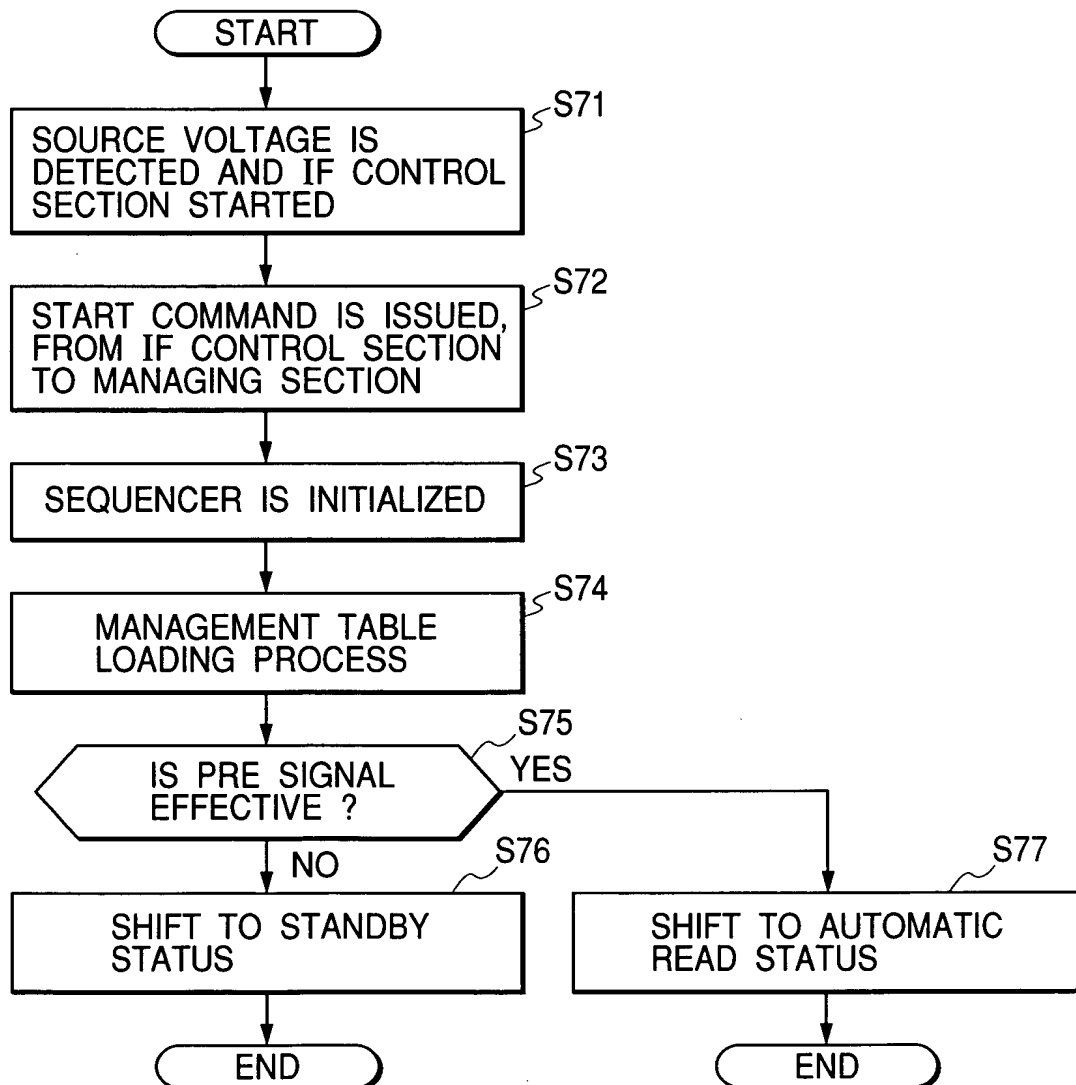 START
S71
SOURCE VOLTAGE IS
DETECTED AND IF CONTROL
SECTION STARTED
S72
START COMMAND IS ISSUED,
FROM IF CONTROL SECTION
TO MANAGING SECTION
S73
SEQUENCER IS INITIALIZED
S74
MANAGEMENT TABLE
LOADING PROCESS
S75
IS PRE SIGNAL
EFFECTIVE ?
YES
NO
S76
SHIFT TO STANDBY
STATUS
END
S77
SHIFT TO AUTOMATIC
READ STATUS
END